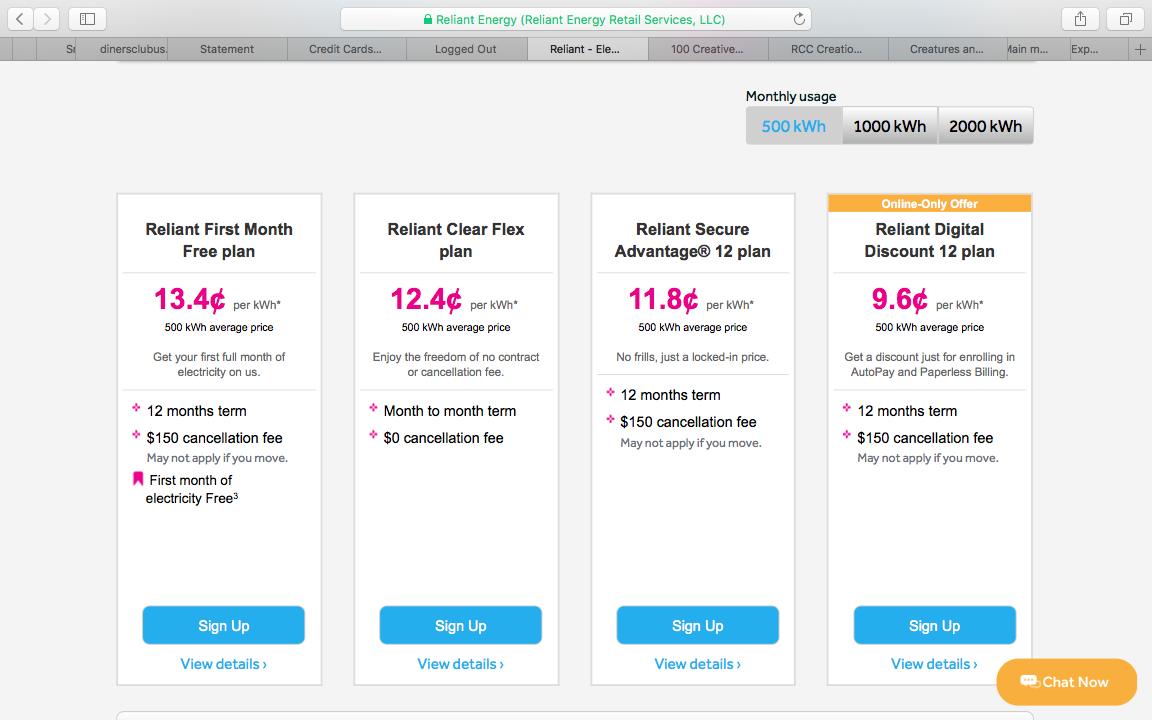 Reliant Energy (Reliant Energy Retail Services, LLC)
dinersclubus.
Statement
Credit Cards...
Logged Out
Reliant - Ele...
100 Creative...
RCC Creatio...
Creatures an...
Main m...
Exp...
Monthly usage
500 kWh
1000 kWh
2000 kWh
Reliant First Month
Free plan
13.4¢ per kWh*
500 kWh average price
Get your first full month of
electricity on us.
12 months term
$150 cancellation fee
May not apply if you move.
First month of
electricity Free³
Sign Up
View details ›
Reliant Clear Flex
plan
12.4¢ per kWh*
500 kWh average price
Enjoy the freedom of no contract
or cancellation fee.
Month to month term
$0 cancellation fee
Sign Up
View details ›
Reliant Secure
Advantage® 12 plan
11.8¢ per kWh*
500 kWh average price
No frills, just a locked-in price.
12 months term
$150 cancellation fee
May not apply if you move.
Sign Up
View details ›
Online-Only Offer
Reliant Digital
Discount 12 plan
9.6¢ per kWh*
500 kWh average price
Get a discount just for enrolling in
AutoPay and Paperless Billing.
12 months term
$150 cancellation fee
May not apply if you move.
Sign Up
View details ›
Chat Now